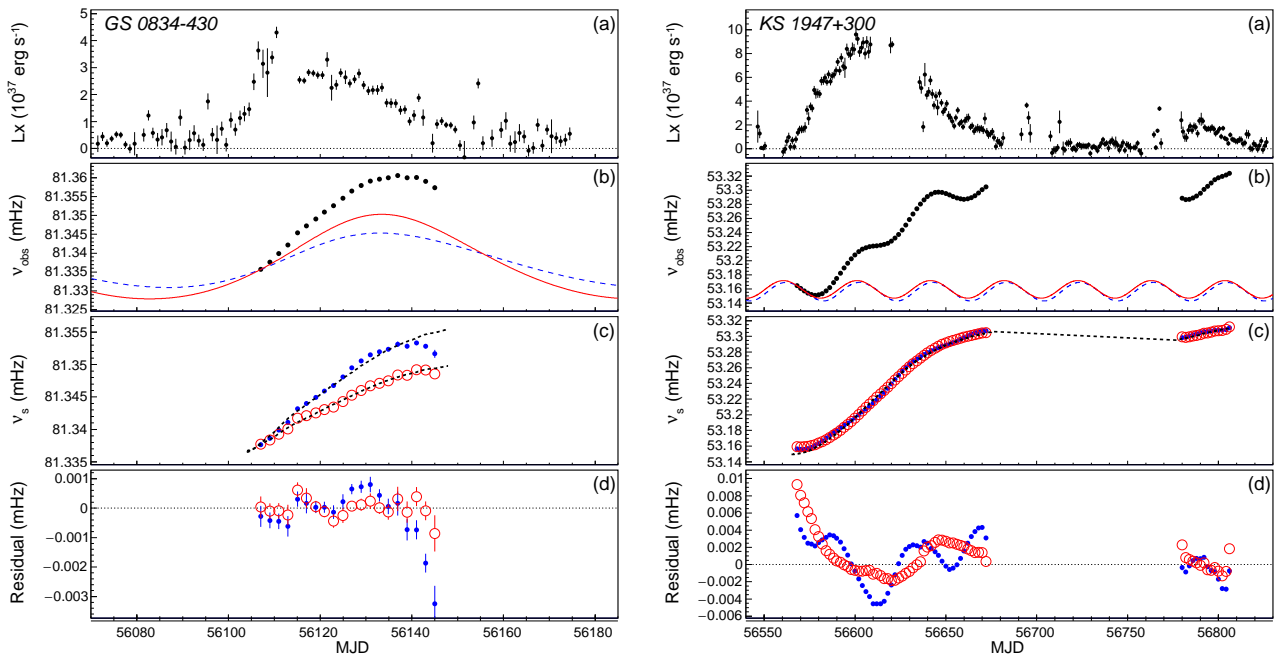 GS 0834-430 (a)
Lx (10³⁷ erg s⁻¹)
5
4
3
2
1
0
(b)
ν_obs (mHz)
81.36
81.355
81.35
81.345
81.34
81.335
81.33
81.325
(c)
ν_s (mHz)
81.355
81.35
81.345
81.34
81.335
(d)
Residual (mHz)
0.001
0
−0.001
−0.002
−0.003
56080 56100 56120 56140 56160 56180
MJD
KS 1947+300 (a)
Lx (10³⁷ erg s⁻¹)
10
8
6
4
2
0
(b)
ν_obs (mHz)
53.32
53.3
53.28
53.26
53.24
53.22
53.2
53.18
53.16
53.14
(c)
ν_s (mHz)
53.32
53.3
53.28
53.26
53.24
53.22
53.2
53.18
53.16
53.14
(d)
Residual (mHz)
0.01
0.008
0.006
0.004
0.002
0
−0.002
−0.004
−0.006
56550 56600 56650 56700 56750 56800
MJD